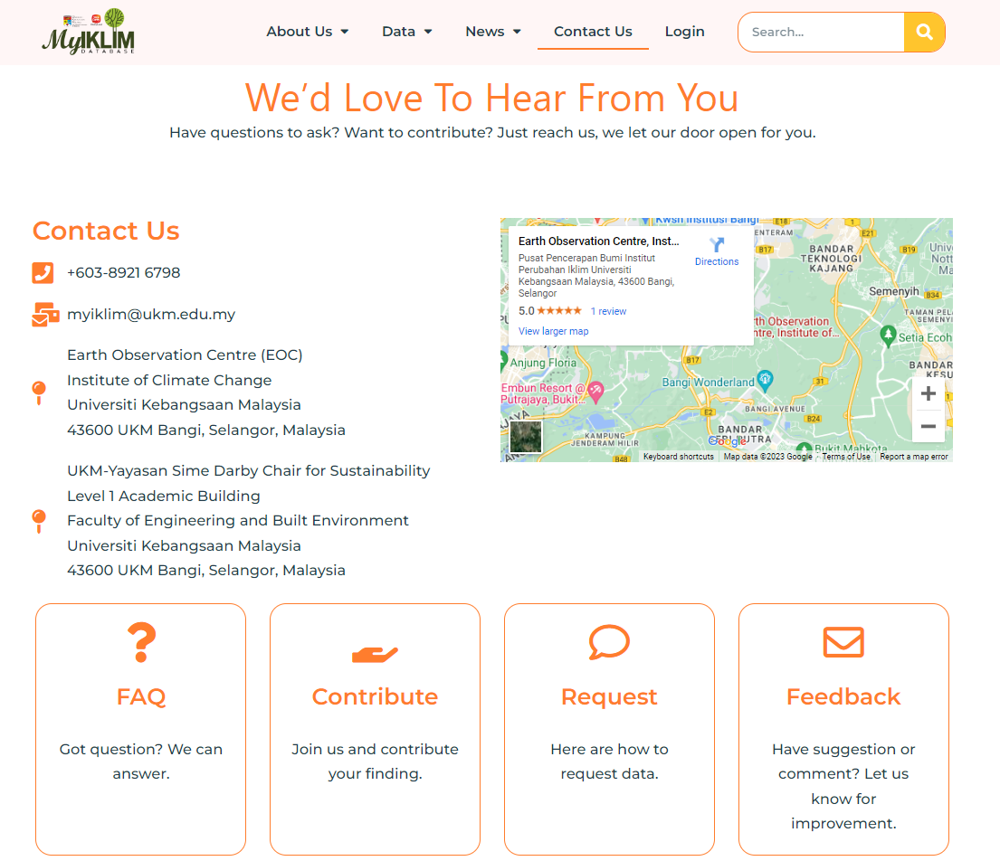 MyIKLIM
DATABASE
About Us
Data
News
Contact Us
Login
Search...
We’d Love To Hear From You
Have questions to ask? Want to contribute? Just reach us, we let our door open for you.
Contact Us
+603-8921 6798
myiklim@ukm.edu.my
Earth Observation Centre (EOC)
Institute of Climate Change
Universiti Kebangsaan Malaysia
43600 UKM Bangi, Selangor, Malaysia
UKM-Yayasan Sime Darby Chair for Sustainability
Level 1 Academic Building
Faculty of Engineering and Built Environment
Universiti Kebangsaan Malaysia
43600 UKM Bangi, Selangor, Malaysia
Kwsn Institusi Bangi
E18
1
Earth Observation Centre, Inst...
Pusat Pencerapan Bumi Institut
Perubahan Iklim Universiti
Kebangsaan Malaysia, 43600 Bangi,
Selangor
5.0
1 review
View larger map
Directions
ENTERAM
E21
B17
BANDAR
TEKNOLOGI
KAJANG
B19
Univ
Nott
Ma
Semenyih
B34
TAMAN PEL
SEMENYI
rth Observation
ntre, Institute of...
Setia Ecoh
Anjung Floria
B17
BANDAR
KESU
Embun Resort @
Putrajaya, Bukit...
Bangi Wonderland
31
1
BANGI AVENUE
E2
B24
AYA
KAMPUNG
JENDERAM HILIR
BANDAR
SERI PUTRA
Google
Bukit Mahkota
B48
Keyboard shortcuts
Map data ©2023 Google
Terms of Use
Report a map error
FAQ
Got question? We can
answer.
Contribute
Join us and contribute
your finding.
Request
Here are how to
request data.
Feedback
Have suggestion or
comment? Let us
know for
improvement.